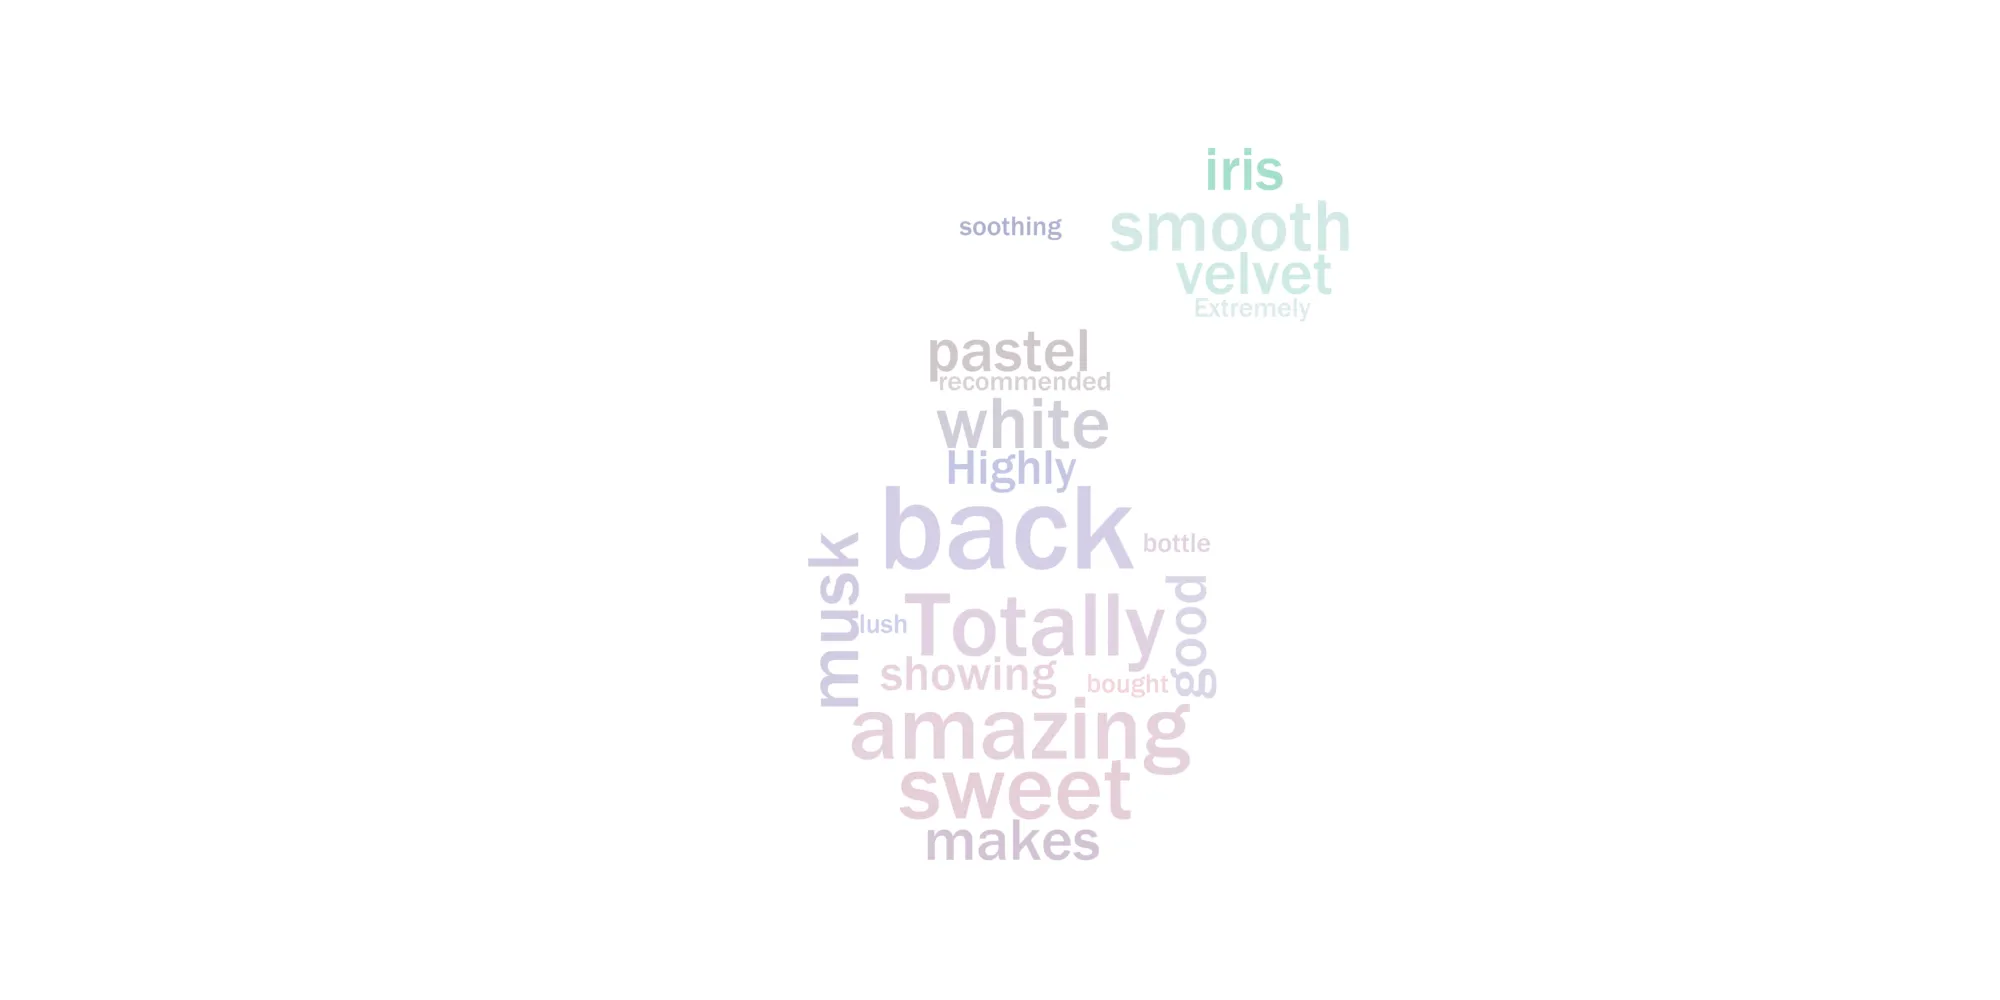 iris
soothing
smooth
velvet
Extremely
pastel
recommended
white
Highly
back
bottle
musk
good
lush
Totally
showing
bought
amazing
sweet
makes